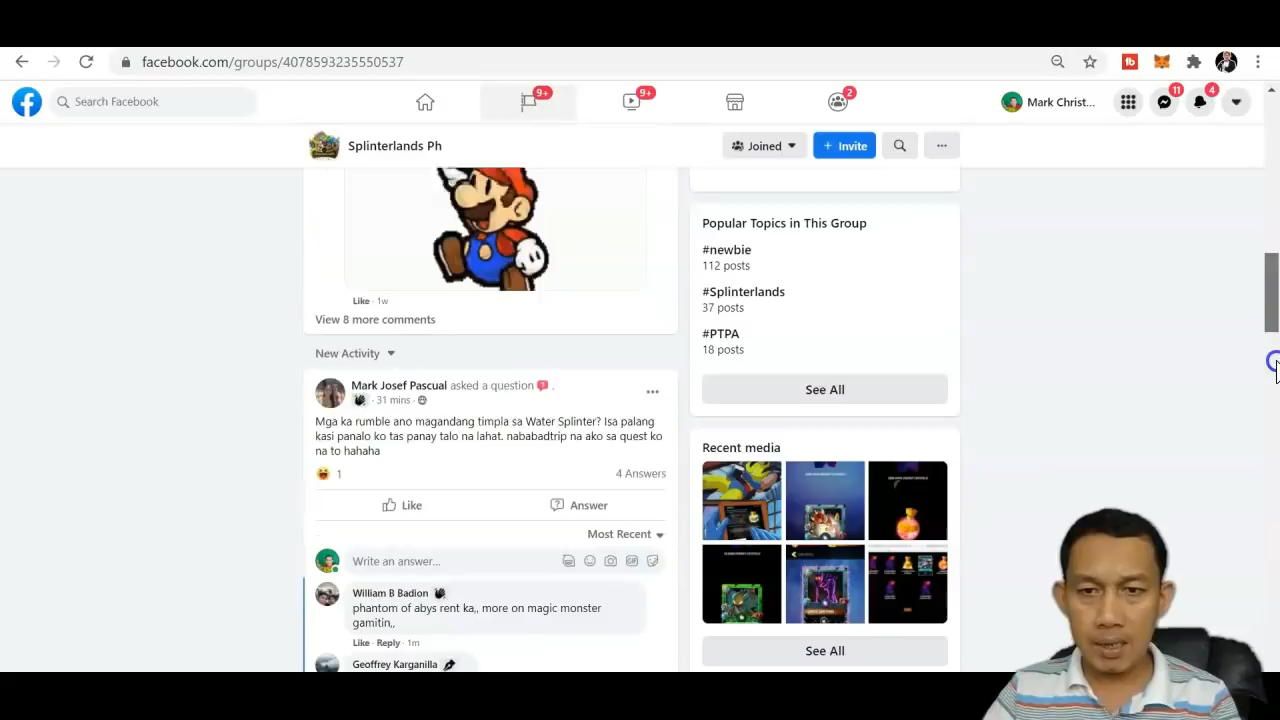 facebook.com/groups/4078593235550537
Search Facebook
9+
9+
2
Mark Christ...
11
4
Splinterlands Ph
Joined
+ Invite
Like · 1w
View 8 more comments
New Activity
Mark Josef Pascual asked a question
31 mins
Mga ka rumble ano magandang timpla sa Water Splinter? Isa palang
kasi panalo ko tas panay talo na lahat. nababadtrip na ako sa quest ko
na to hahaha
1
4 Answers
Like
Answer
Most Recent
Write an answer...
GIF
William B Badion
phantom of abys rent ka,, more on magic monster
gamitin,,
Like · Reply · 1m
Geoffrey Karganilla
Popular Topics in This Group
#newbie
112 posts
#Splinterlands
37 posts
#PTPA
18 posts
See All
Recent media
See All